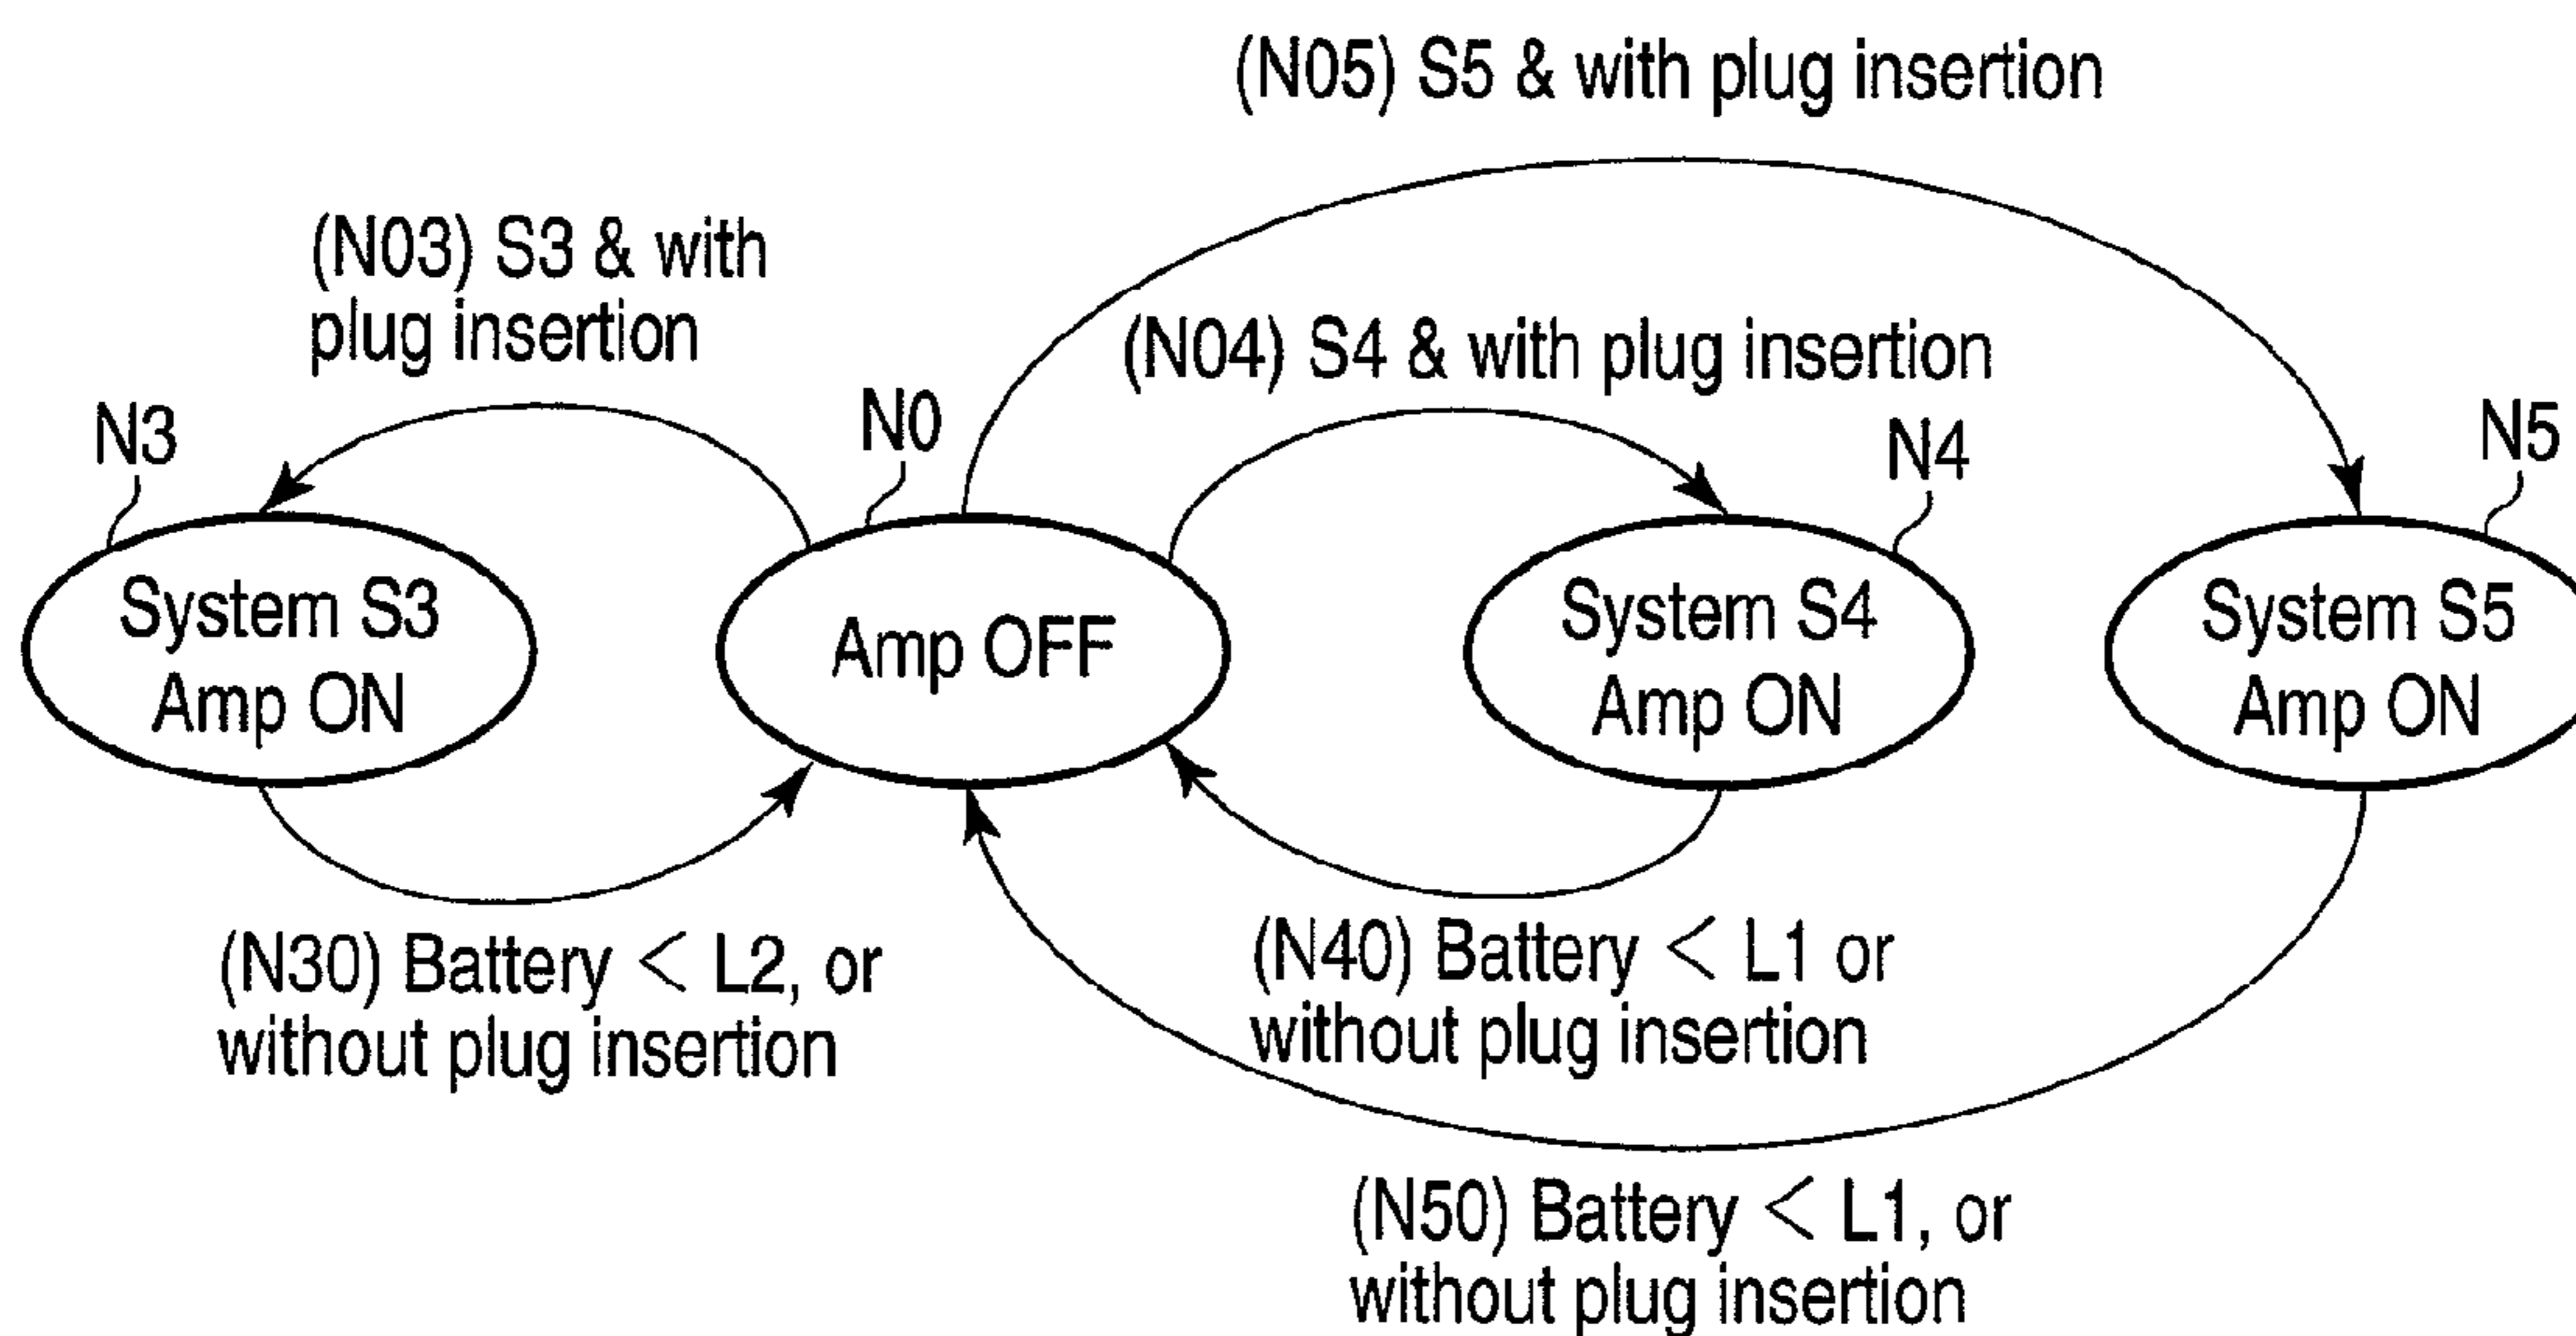 (N05) S5 & with plug insertion
(N03) S3 & with
plug insertion
(N04) S4 & with plug insertion
N3
N0
N4
N5
System S3
Amp ON
Amp OFF
System S4
Amp ON
System S5
Amp ON
(N30) Battery < L2, or
without plug insertion
(N40) Battery < L1 or
without plug insertion
(N50) Battery < L1, or
without plug insertion